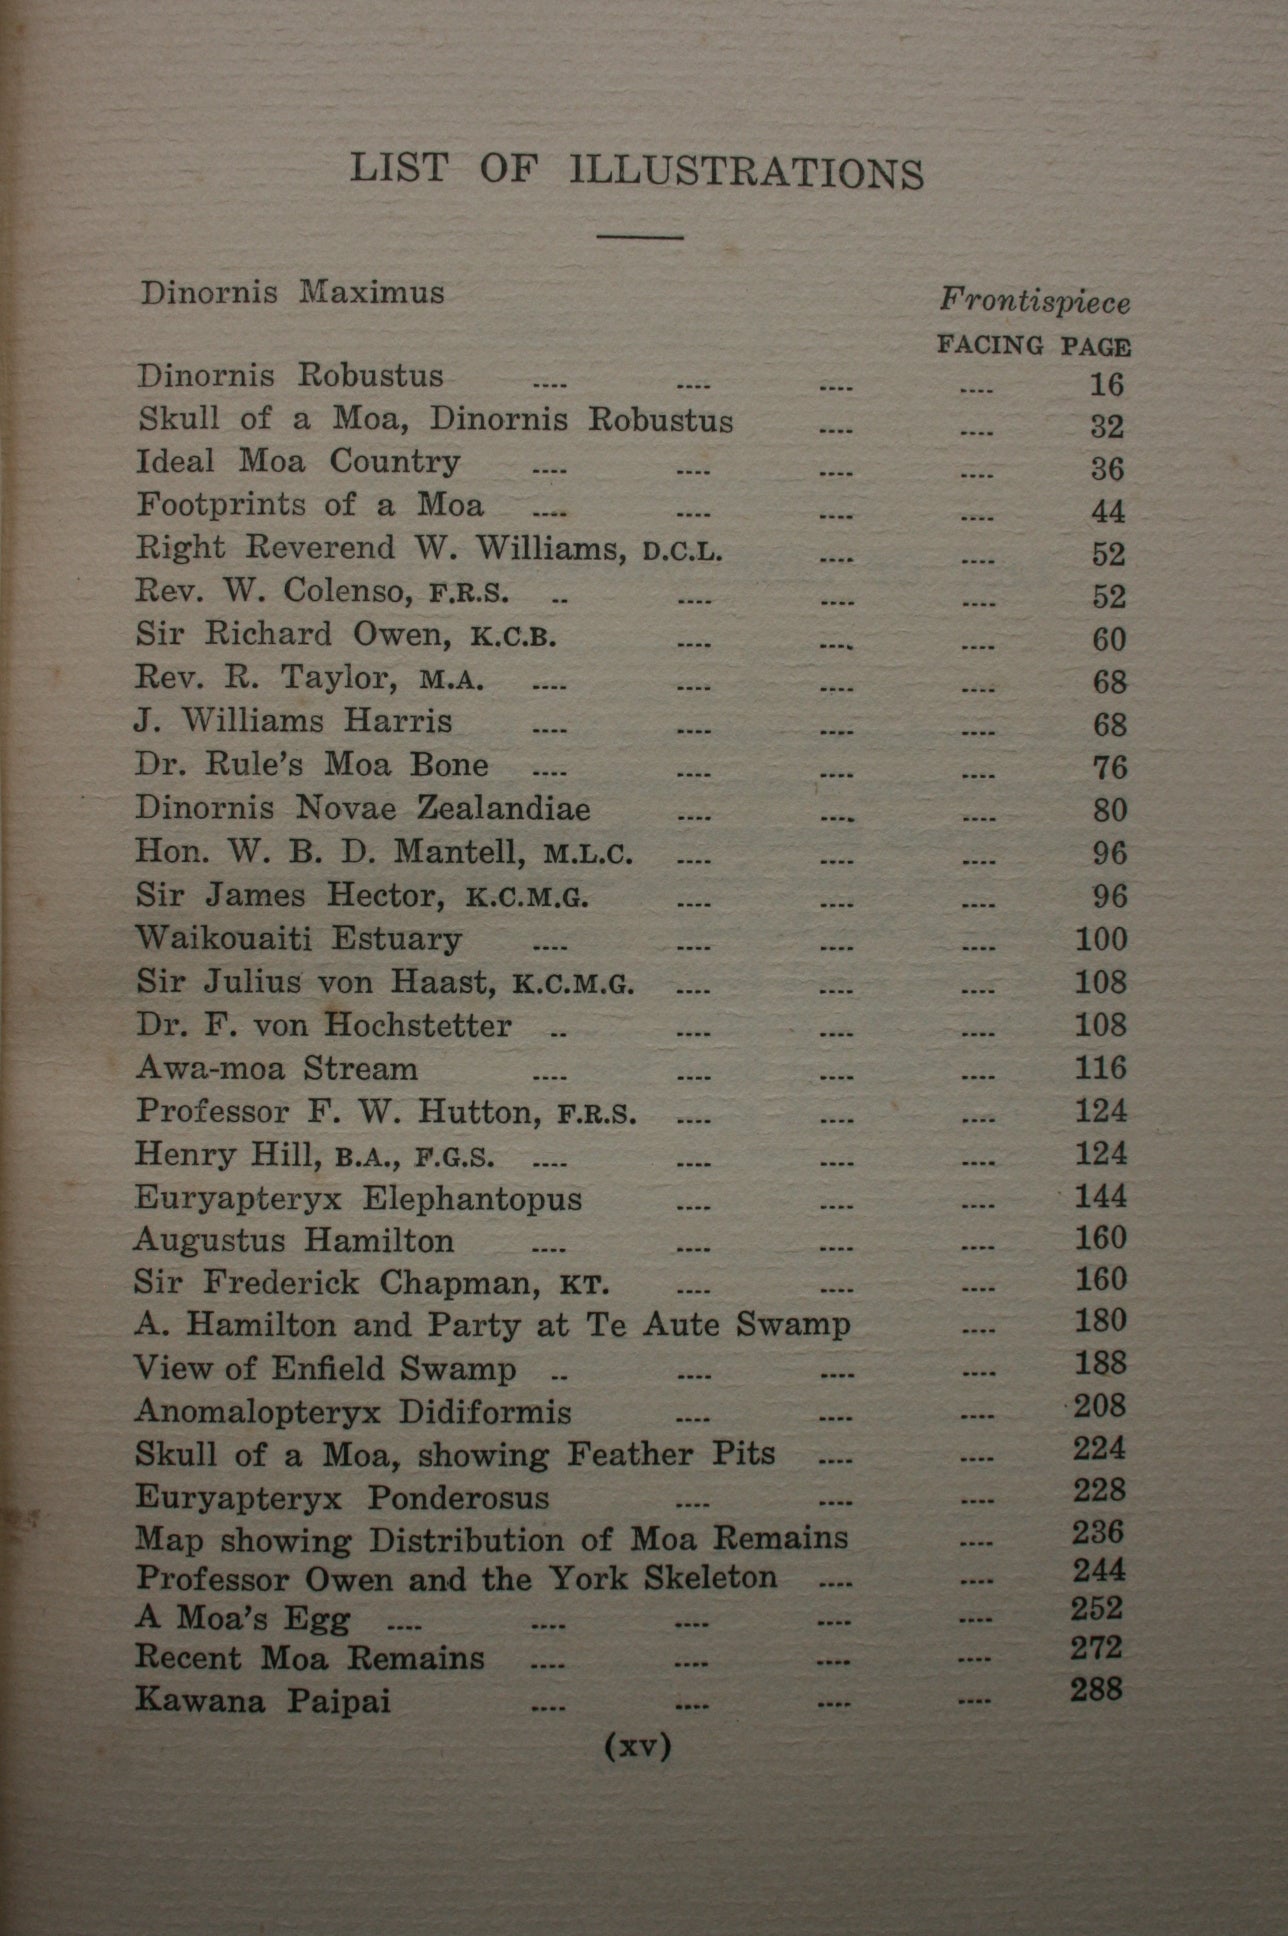 LIST OF ILLUSTRATIONS
Dinornis Maximus Frontispiece
FACING PAGE
Dinornis Robustus .... .... .... .... 16
Skull of a Moa, Dinornis Robustus .... .... 32
Ideal Moa Country .... .... .... .... 36
Footprints of a Moa .... .... .... .... 44
Right Reverend W. Williams, D.C.L. .... .... 52
Rev. W. Colenso, F.R.S. .. .... .... .... 52
Sir Richard Owen, K.C.B. .... .... .... 60
Rev. R. Taylor, M.A. .... .... .... .... 68
J. Williams Harris .... .... .... .... 68
Dr. Rule's Moa Bone .... .... .... .... 76
Dinornis Novae Zealandiae .... .... .... 80
Hon. W. B. D. Mantell, M.L.C. .... .... .... 96
Sir James Hector, K.C.M.G. .... .... .... 96
Waikouaiti Estuary .... .... .... .... 100
Sir Julius von Haast, K.C.M.G. .... .... .... 108
Dr. F. von Hochstetter .. .... .... .... 108
Awa-moa Stream .... .... .... .... 116
Professor F. W. Hutton, F.R.S. .... .... .... 124
Henry Hill, B.A., F.G.S. .... .... .... .... 124
Euryapteryx Elephantopus .... .... .... 144
Augustus Hamilton .... .... .... .... 160
Sir Frederick Chapman, KT. .... .... .... 160
A. Hamilton and Party at Te Aute Swamp .... 180
View of Enfield Swamp .. .... .... .... 188
Anomalopteryx Didiformis .... .... .... 208
Skull of a Moa, showing Feather Pits .... .... 224
Euryapteryx Ponderosus .... .... .... 228
Map showing Distribution of Moa Remains .... 236
Professor Owen and the York Skeleton .... .... 244
A Moa's Egg .... .... .... .... .... 252
Recent Moa Remains .... .... .... .... 272
Kawana Paipai .... .... .... .... 288
(xv)